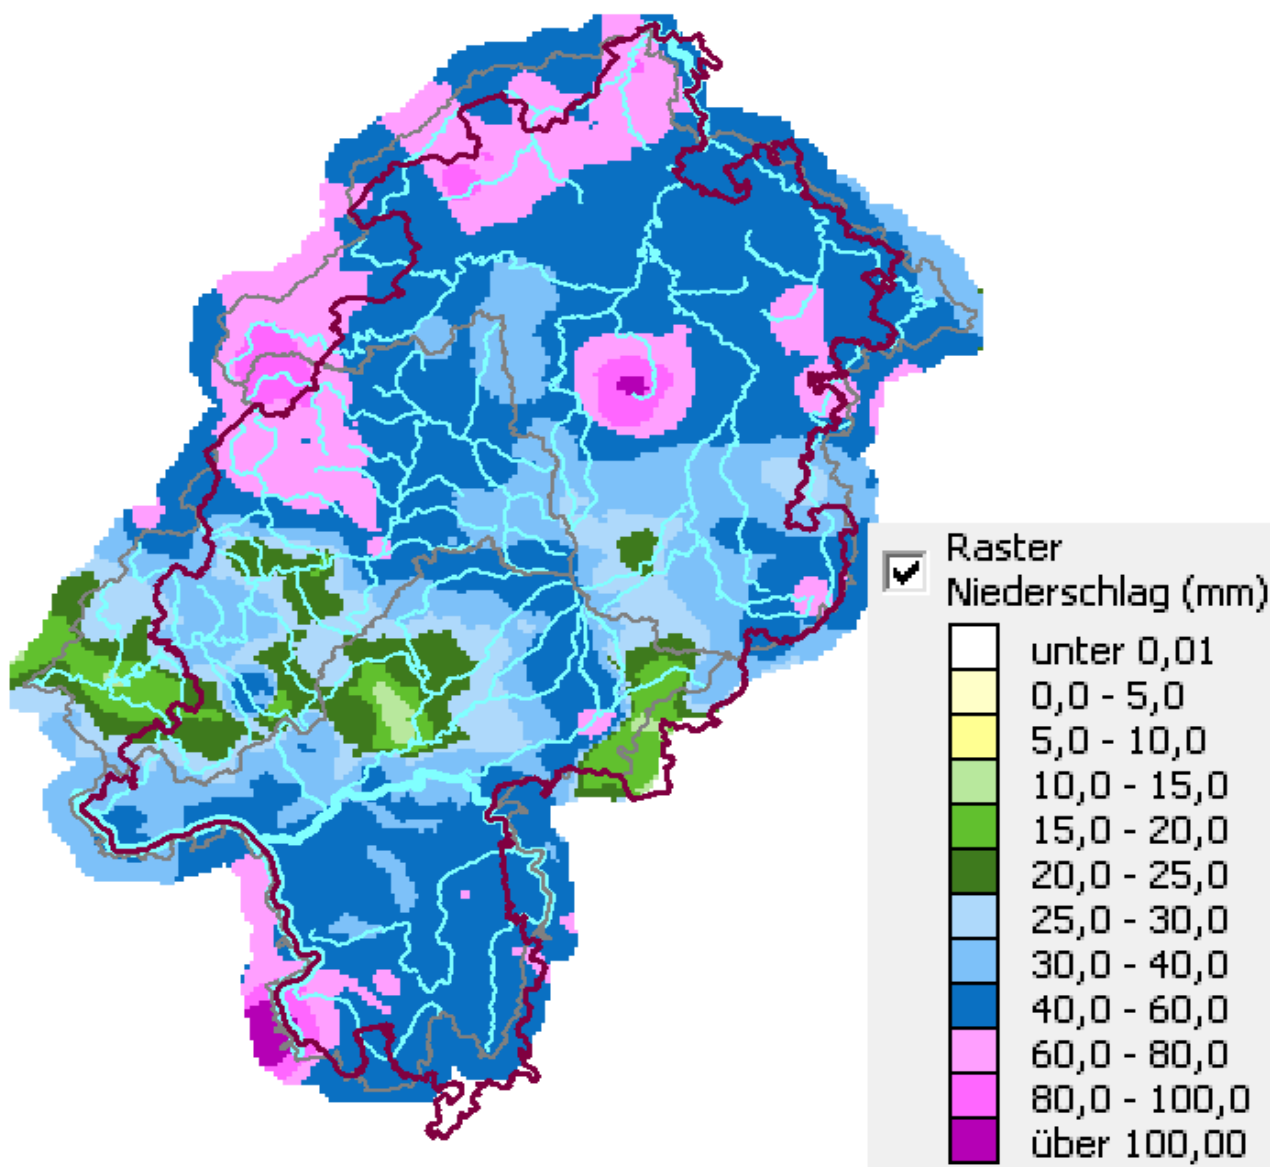 Raster
Niederschlag (mm)
unter 0,01
0,0 - 5,0
5,0 - 10,0
10,0 - 15,0
15,0 - 20,0
20,0 - 25,0
25,0 - 30,0
30,0 - 40,0
40,0 - 60,0
60,0 - 80,0
80,0 - 100,0
über 100,00